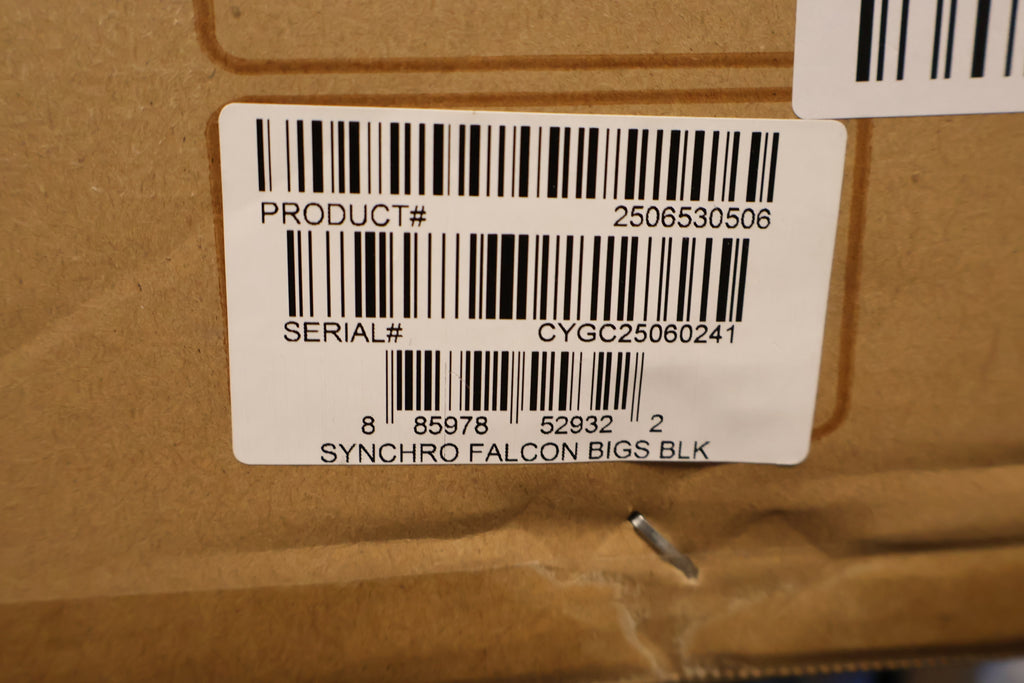 PRODUCT# 2506530506
SERIAL# CYGC25060241
8 85978 52932 2
SYNCHRO FALCON BIGS BLK